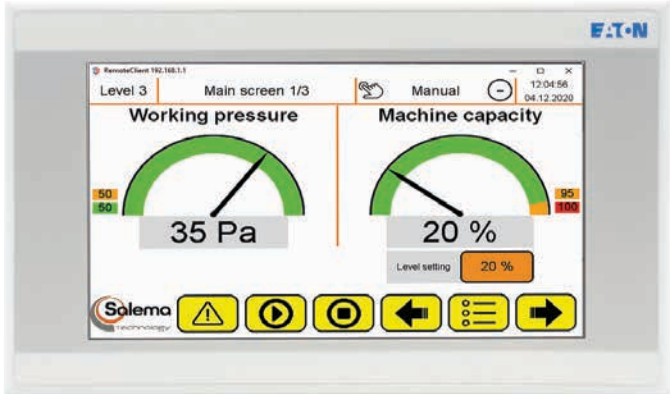 EATON
RemoteClient 192.168.1.1
Level 3 Main screen 1/3 Manual 12:04:56
04.12.2020
Working pressure Machine capacity
50 95
50 100
35 Pa 20 %
Level setting 20 %
Salema
technology